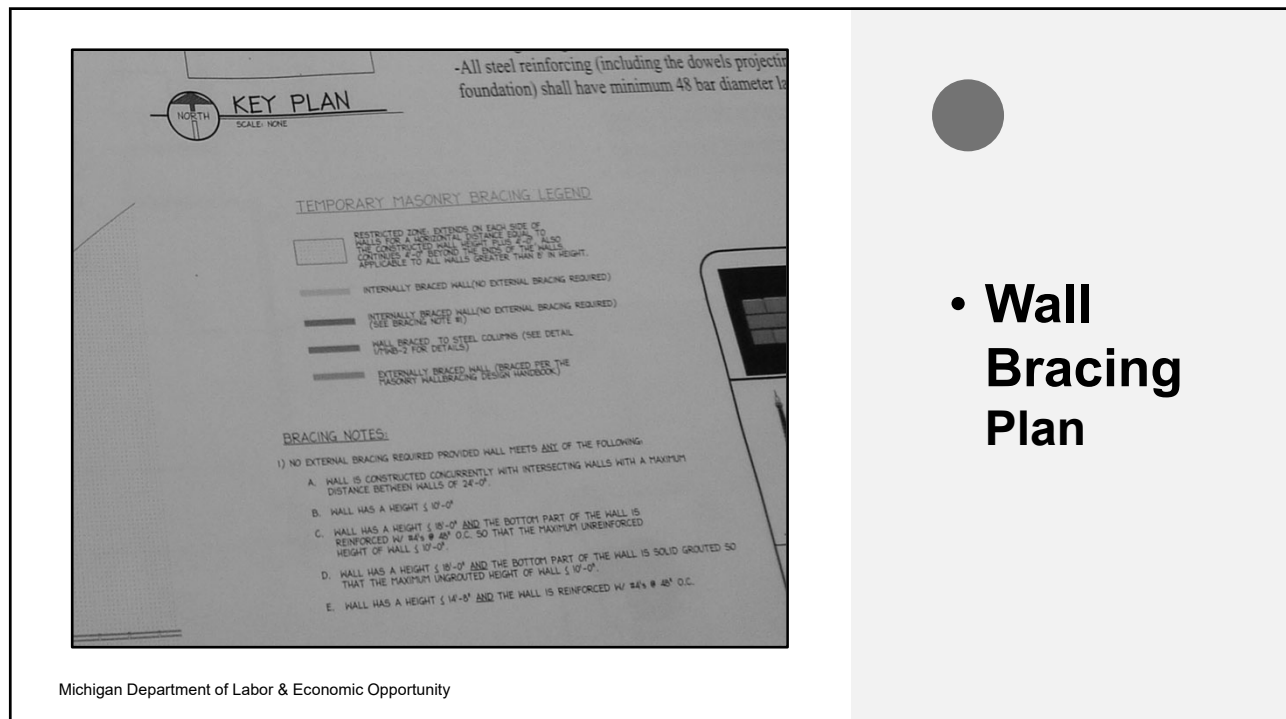 -All steel reinforcing (including the dowels projectin
foundation) shall have minimum 48 bar diameter la
NORTH
KEY PLAN
SCALE: NONE
TEMPORARY MASONRY BRACING LEGEND
RESTRICTED ZONE: EXTENDS ON EACH SIDE OF
WALLS FOR A HORIZONTAL DISTANCE EQUAL TO
THE CONSTRUCTED WALL HEIGHT PLUS 4'-0". ALSO
CONTINUES 4'-0" BEYOND THE ENDS OF THE WALLS.
APPLICABLE TO ALL WALLS GREATER THAN 8' IN HEIGHT.
INTERNALLY BRACED WALL(NO EXTERNAL BRACING REQUIRED)
INTERNALLY BRACED WALL(NO EXTERNAL BRACING REQUIRED)
(SEE BRACING NOTE #1)
WALL BRACED TO STEEL COLUMNS (SEE DETAIL
1/MWB-2 FOR DETAILS)
EXTERNALLY BRACED WALL (BRACED PER THE
MASONRY WALLBRACING DESIGN HANDBOOK)
BRACING NOTES:
1) NO EXTERNAL BRACING REQUIRED PROVIDED WALL MEETS ANY OF THE FOLLOWING:
A. WALL IS CONSTRUCTED CONCURRENTLY WITH INTERSECTING WALLS WITH A MAXIMUM
DISTANCE BETWEEN WALLS OF 24'-0".
B. WALL HAS A HEIGHT ≤ 10'-0"
C. WALL HAS A HEIGHT ≤ 18'-0" AND THE BOTTOM PART OF THE WALL IS
REINFORCED W/ #4's @ 48" O.C. SO THAT THE MAXIMUM UNREINFORCED
HEIGHT OF WALL ≤ 10'-0".
D. WALL HAS A HEIGHT ≤ 18'-0" AND THE BOTTOM PART OF THE WALL IS SOLID GROUTED SO
THAT THE MAXIMUM UNGROUTED HEIGHT OF WALL ≤ 10'-0".
E. WALL HAS A HEIGHT ≤ 14'-8" AND THE WALL IS REINFORCED W/ #4's @ 48" O.C.
• Wall
Bracing
Plan
Michigan Department of Labor & Economic Opportunity